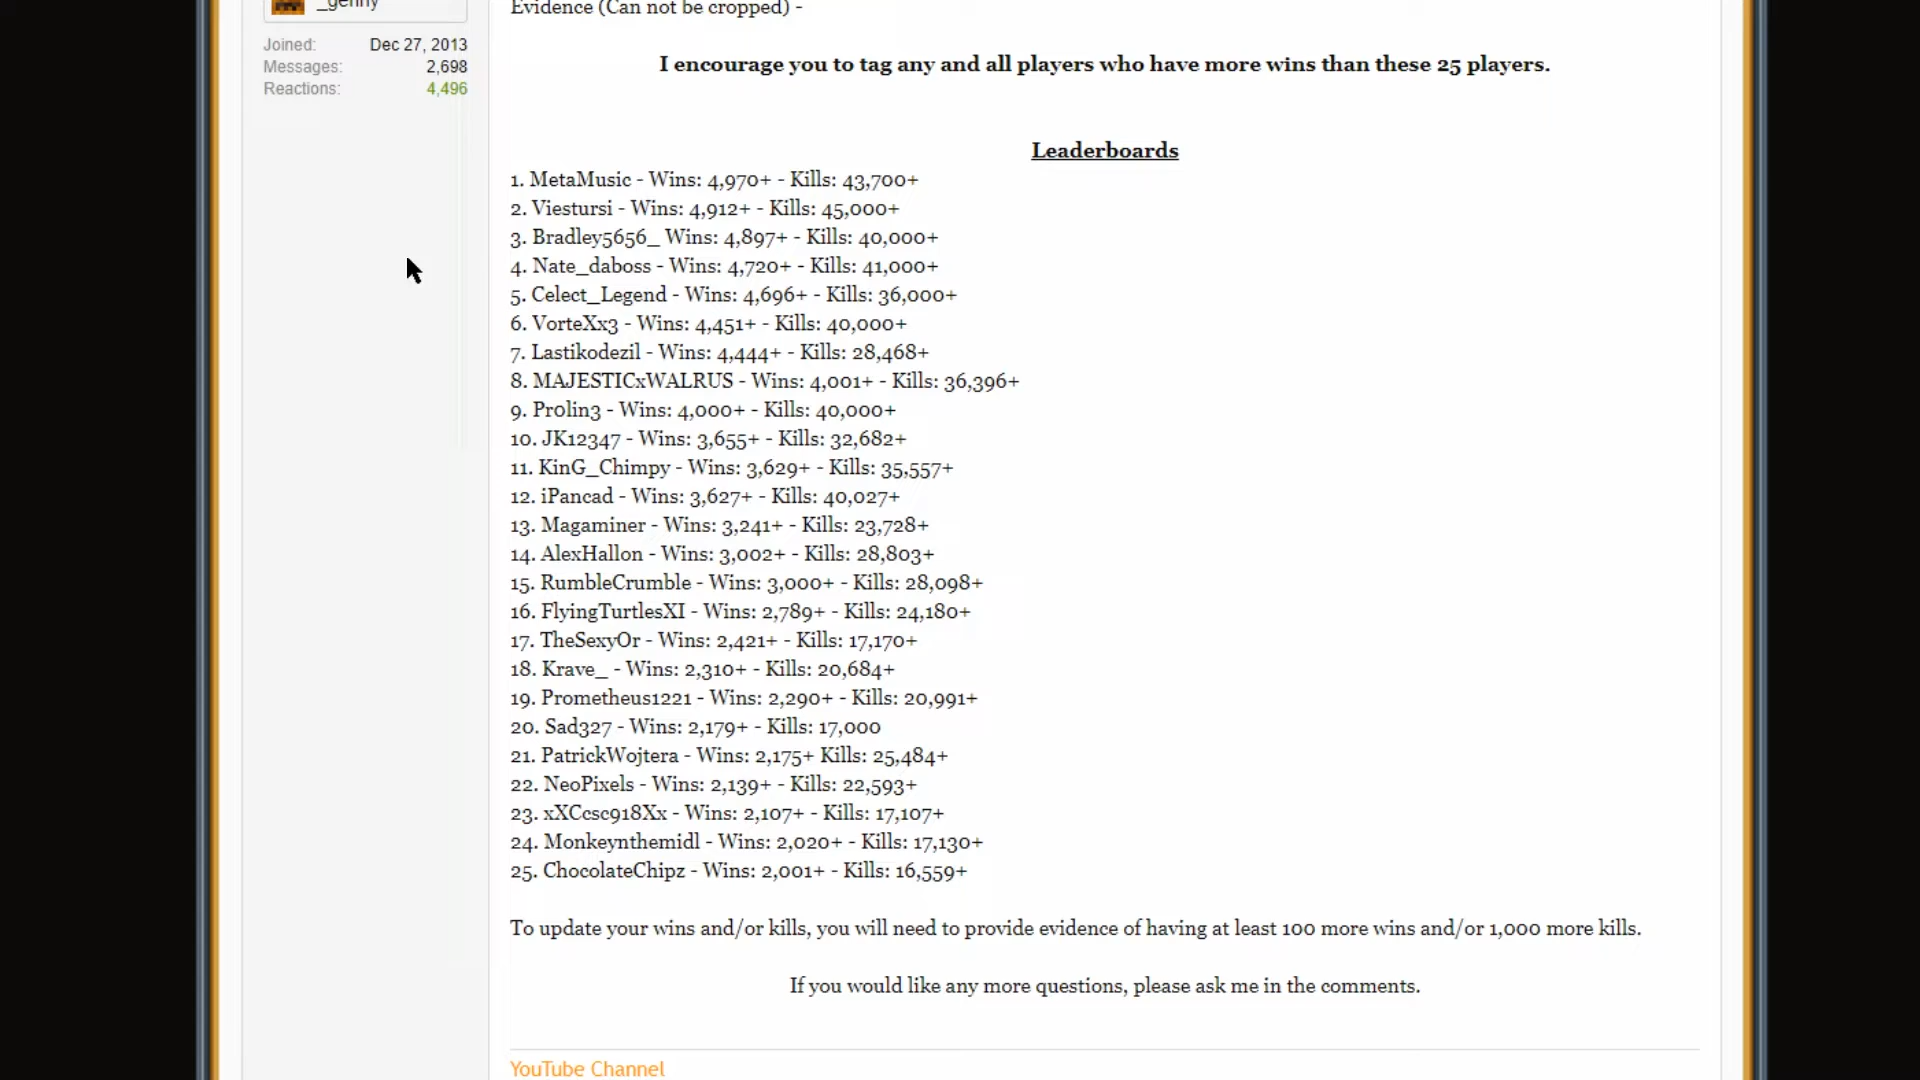 _genny
Evidence (Can not be cropped) -
Joined: Dec 27, 2013
Messages: 2,698
Reactions: 4,496
I encourage you to tag any and all players who have more wins than these 25 players.
Leaderboards
1. MetaMusic - Wins: 4,970+ - Kills: 43,700+
2. Viestursi - Wins: 4,912+ - Kills: 45,000+
3. Bradley5656_ Wins: 4,897+ - Kills: 40,000+
4. Nate_daboss - Wins: 4,720+ - Kills: 41,000+
5. Celect_Legend - Wins: 4,696+ - Kills: 36,000+
6. VorteXx3 - Wins: 4,451+ - Kills: 40,000+
7. Lastikodezil - Wins: 4,444+ - Kills: 28,468+
8. MAJESTICxWALRUS - Wins: 4,001+ - Kills: 36,396+
9. Prolin3 - Wins: 4,000+ - Kills: 40,000+
10. JK12347 - Wins: 3,655+ - Kills: 32,682+
11. KinG_Chimpy - Wins: 3,629+ - Kills: 35,557+
12. iPancad - Wins: 3,627+ - Kills: 40,027+
13. Magaminer - Wins: 3,241+ - Kills: 23,728+
14. AlexHallon - Wins: 3,002+ - Kills: 28,803+
15. RumbleCrumble - Wins: 3,000+ - Kills: 28,098+
16. FlyingTurtlesXI - Wins: 2,789+ - Kills: 24,180+
17. TheSexyOr - Wins: 2,421+ - Kills: 17,170+
18. Krave_ - Wins: 2,310+ - Kills: 20,684+
19. Prometheus1221 - Wins: 2,290+ - Kills: 20,991+
20. Sad327 - Wins: 2,179+ - Kills: 17,000
21. PatrickWojtera - Wins: 2,175+ Kills: 25,484+
22. NeoPixels - Wins: 2,139+ - Kills: 22,593+
23. xXCcsc918Xx - Wins: 2,107+ - Kills: 17,107+
24. Monkeynthemidl - Wins: 2,020+ - Kills: 17,130+
25. ChocolateChipz - Wins: 2,001+ - Kills: 16,559+
To update your wins and/or kills, you will need to provide evidence of having at least 100 more wins and/or 1,000 more kills.
If you would like any more questions, please ask me in the comments.
YouTube Channel